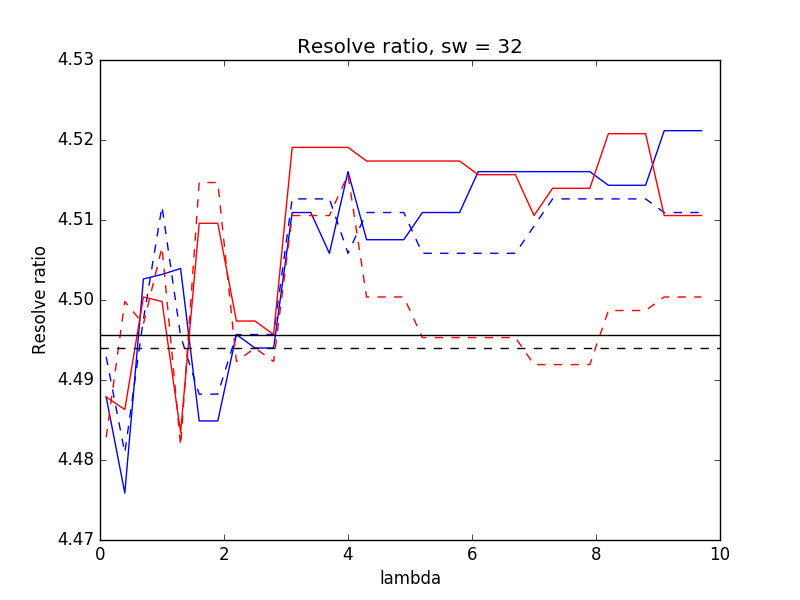 Resolve ratio, sw = 32
4.53
4.52
4.51
4.50
4.49
4.48
4.47
Resolve ratio
0 2 4 6 8 10
lambda